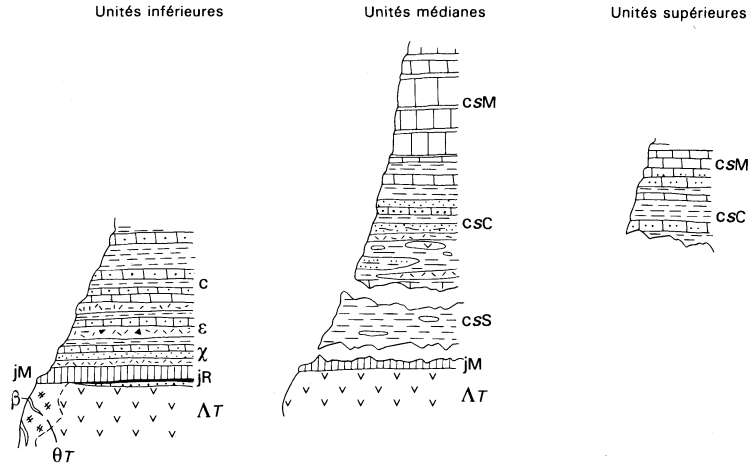 Unités inférieures
Unités médianes
Unités supérieures
csM
csM
csC
csC
c
csS
ε
χ
jM
jR
jM
β
ΛT
ΛT
θT